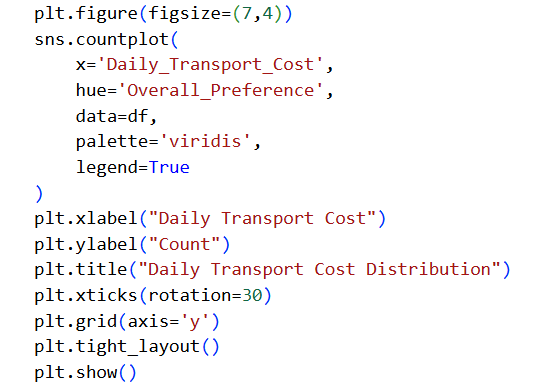 plt.figure(figsize=(7,4))
sns.countplot(
    x='Daily_Transport_Cost',
    hue='Overall_Preference',
    data=df,
    palette='viridis',
    legend=True
)
plt.xlabel("Daily Transport Cost")
plt.ylabel("Count")
plt.title("Daily Transport Cost Distribution")
plt.xticks(rotation=30)
plt.grid(axis='y')
plt.tight_layout()
plt.show()